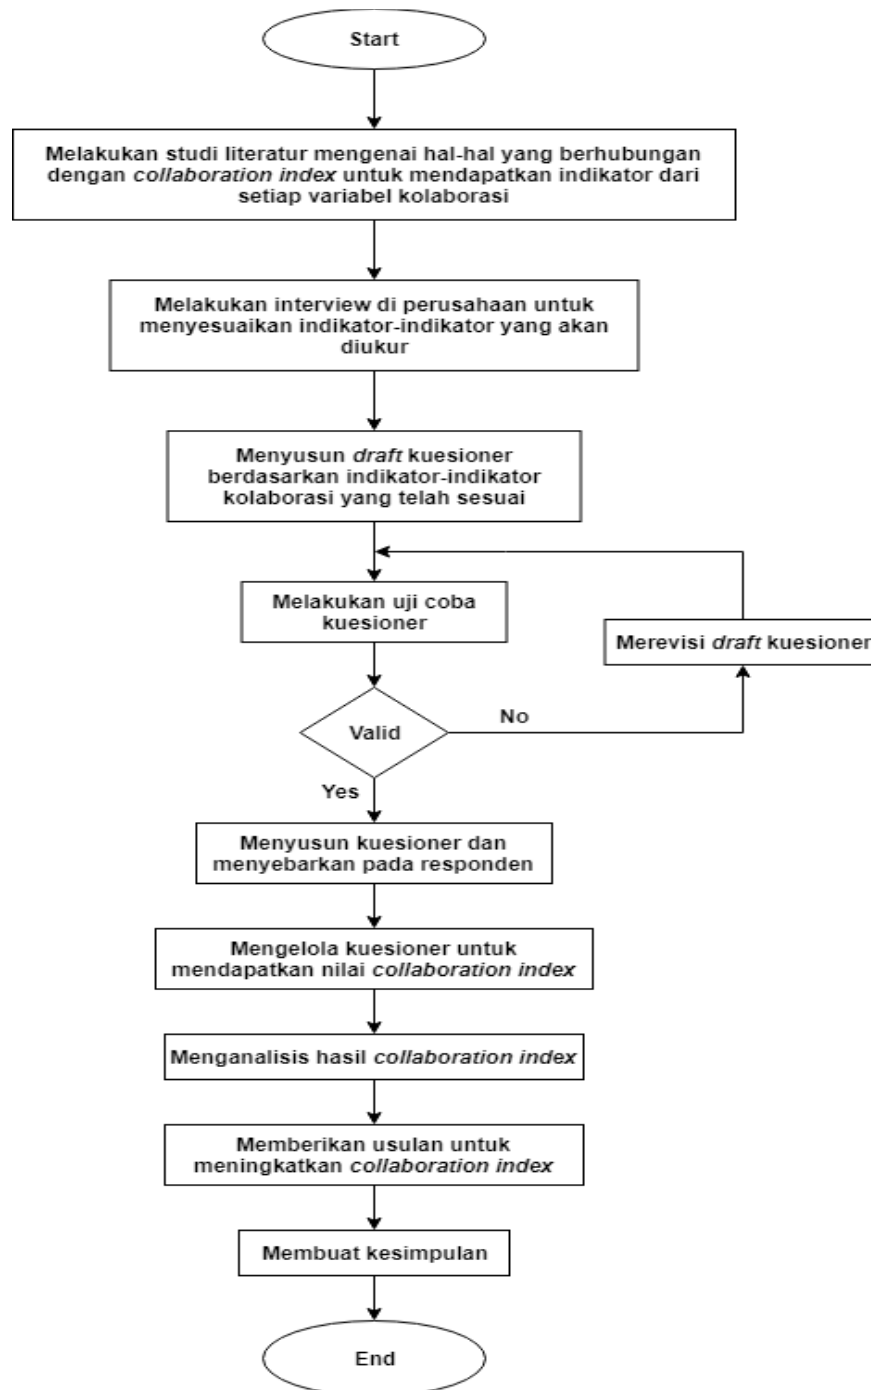 Start
Melakukan studi literatur mengenai hal-hal yang berhubungan
dengan collaboration index untuk mendapatkan indikator dari
setiap variabel kolaborasi
Melakukan interview di perusahaan untuk
menyesuaikan indikator-indikator yang akan
diukur
Menyusun draft kuesioner
berdasarkan indikator-indikator
kolaborasi yang telah sesuai
Melakukan uji coba
kuesioner
Merevisi draft kuesioner
Valid
No
Yes
Menyusun kuesioner dan
menyebarkan pada responden
Mengelola kuesioner untuk
mendapatkan nilai collaboration index
Menganalisis hasil collaboration index
Memberikan usulan untuk
meningkatkan collaboration index
Membuat kesimpulan
End